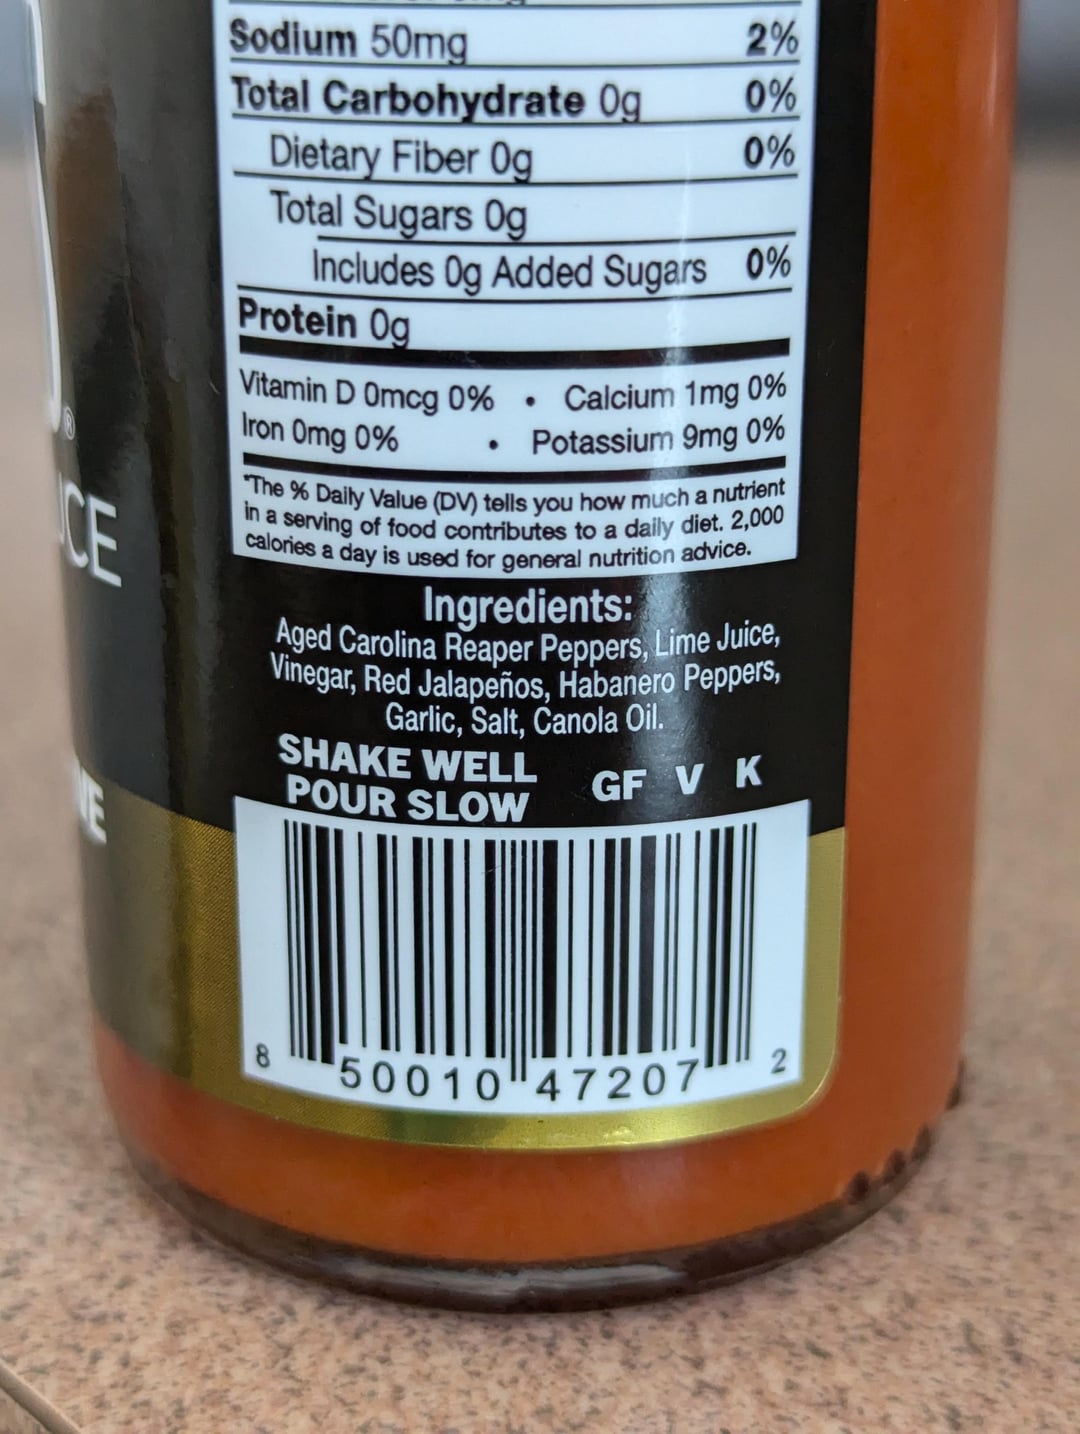 Sodium 50mg 2%
Total Carbohydrate 0g 0%
Dietary Fiber 0g 0%
Total Sugars 0g
Includes 0g Added Sugars 0%
Protein 0g
Vitamin D 0mcg 0% • Calcium 1mg 0%
Iron 0mg 0% • Potassium 9mg 0%
*The % Daily Value (DV) tells you how much a nutrient
in a serving of food contributes to a daily diet. 2,000
calories a day is used for general nutrition advice.
Ingredients:
Aged Carolina Reaper Peppers, Lime Juice,
Vinegar, Red Jalapeños, Habanero Peppers,
Garlic, Salt, Canola Oil.
SHAKE WELL
POUR SLOW
GF V K
8 50010 47207 2
®